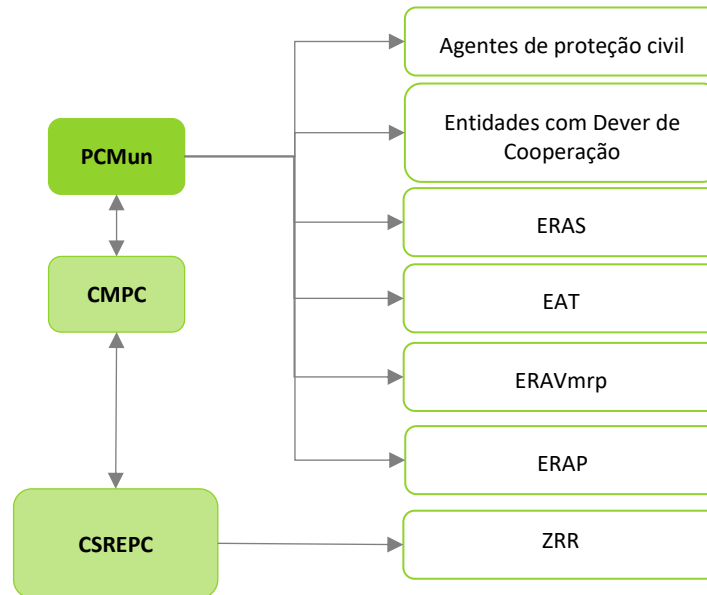 Agentes de proteção civil
Entidades com Dever de
Cooperação
PCMun
ERAS
CMPC
EAT
ERAVmrp
ERAP
CSREPC
ZRR